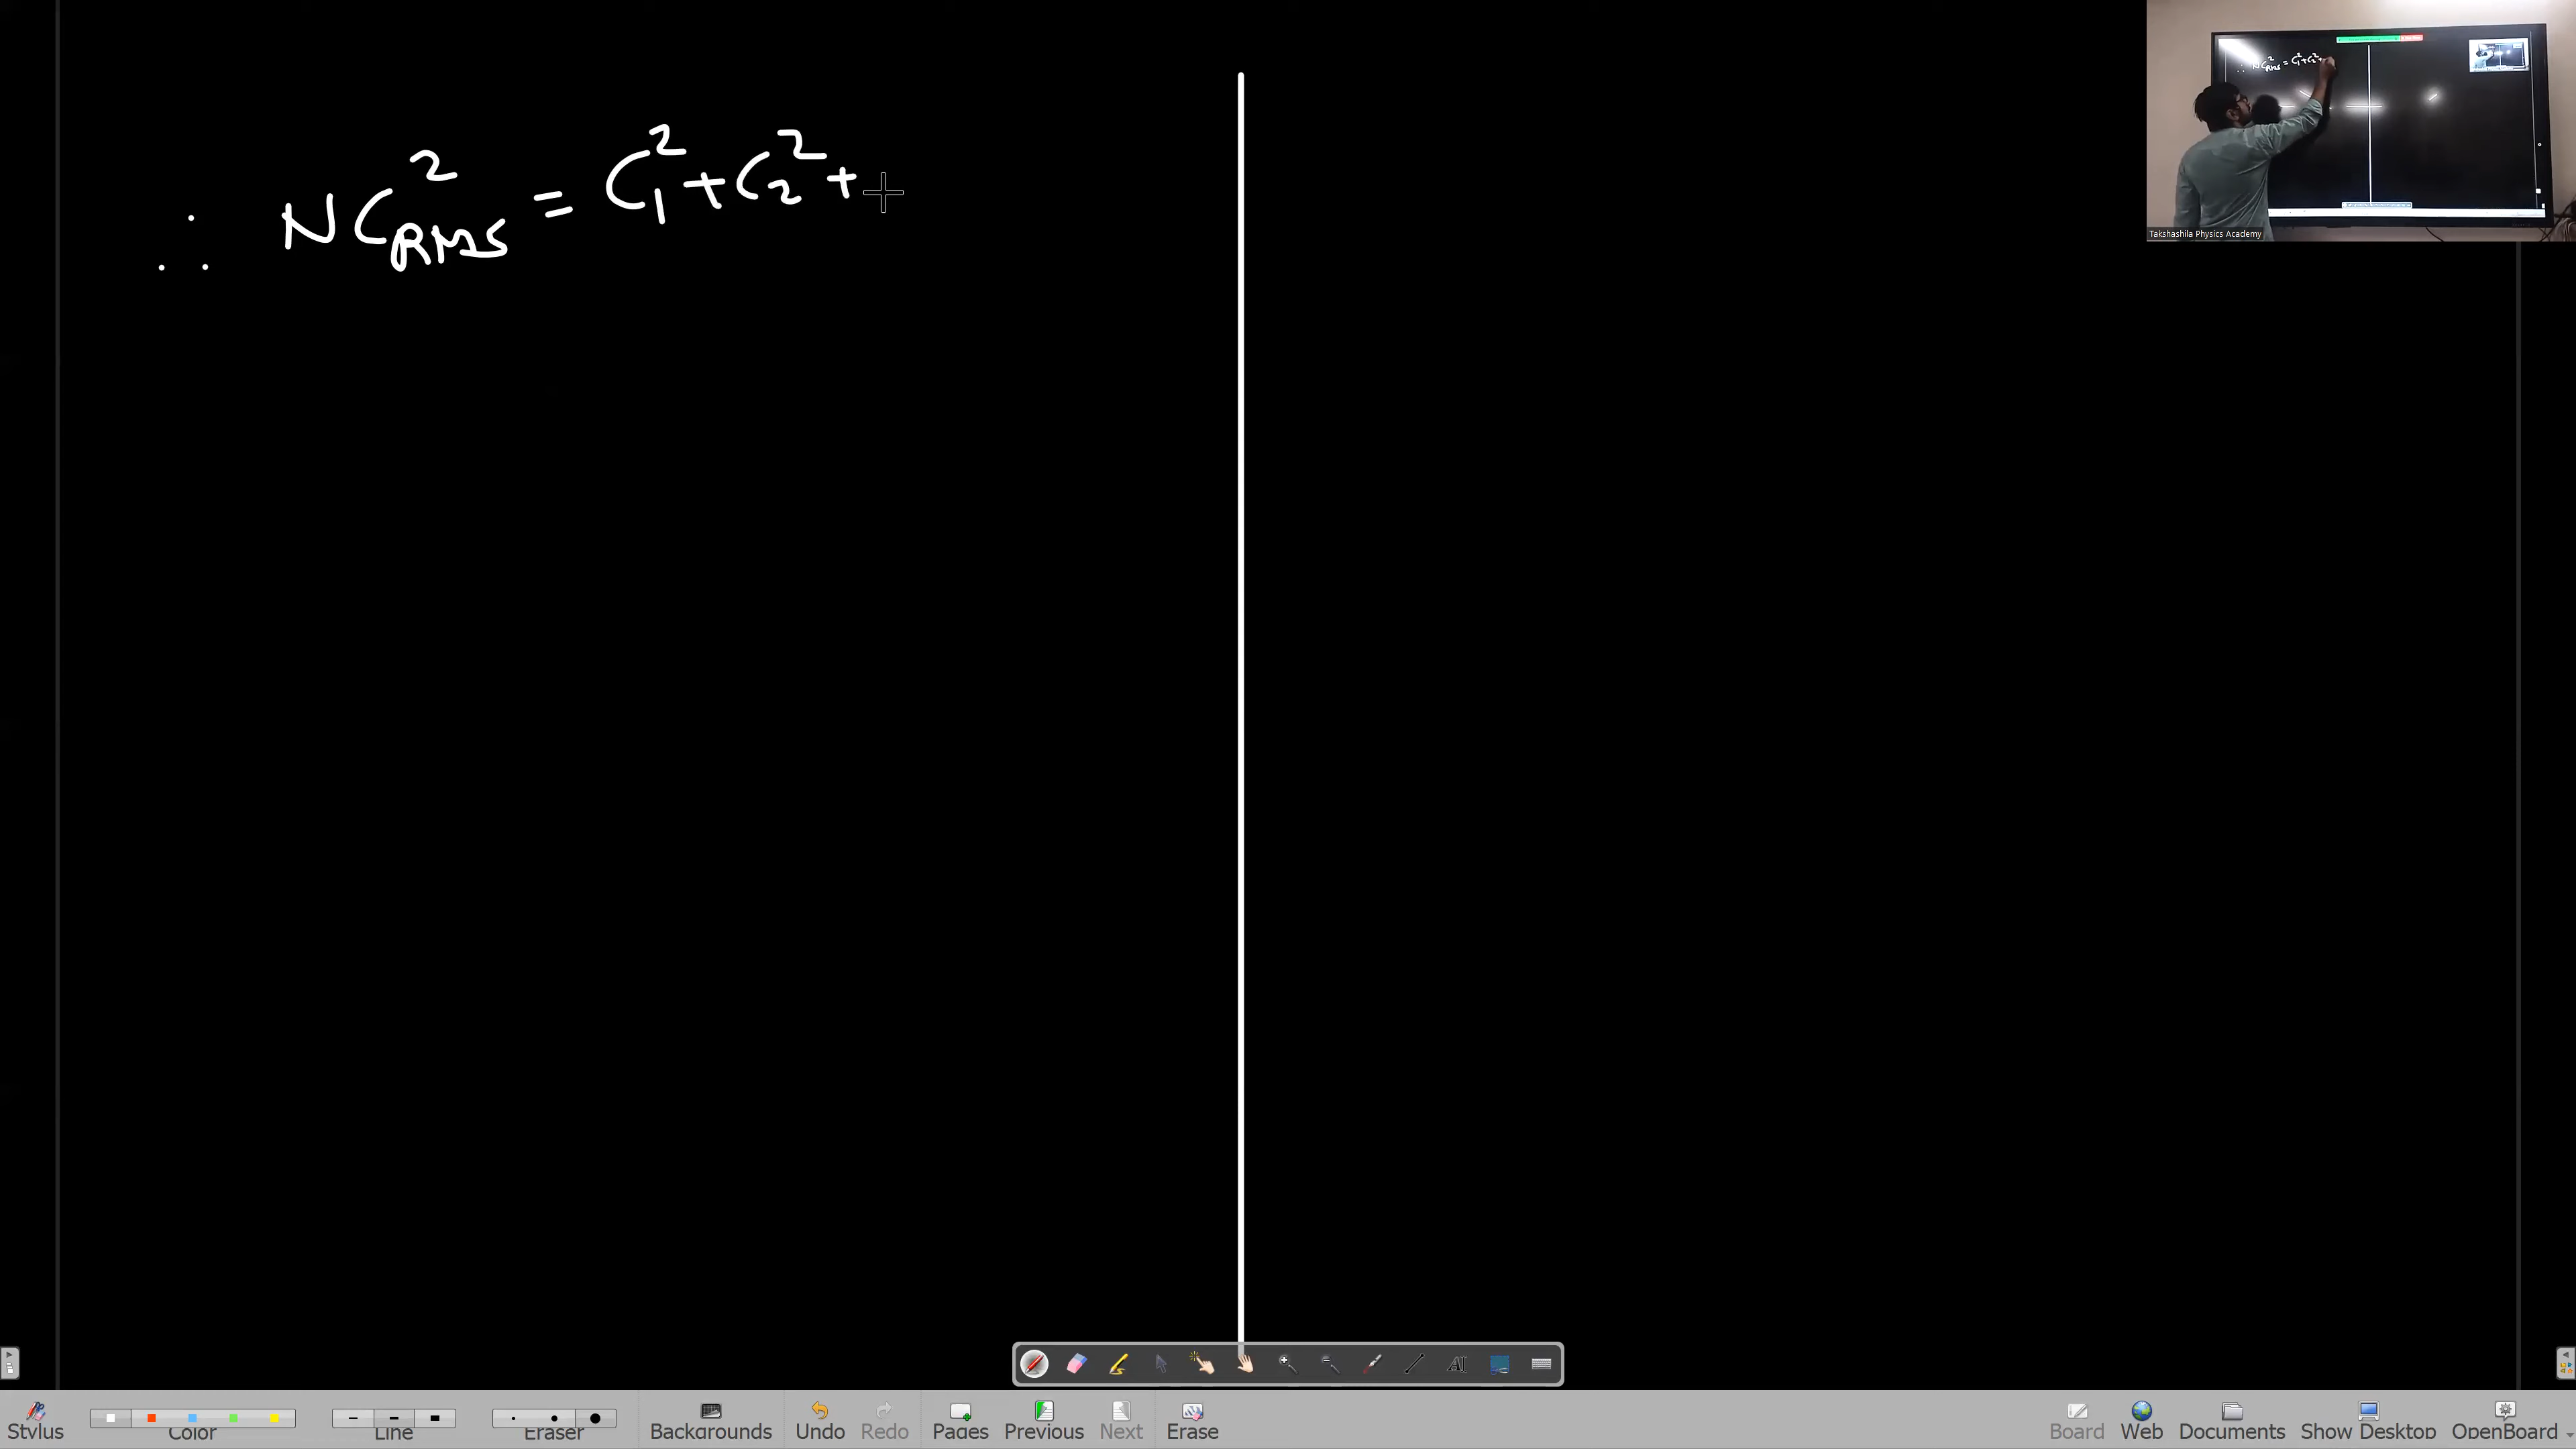 ∴ NC²RMS = C₁² + C₂² +
Takshashila Physics Academy
Stylus Color Line Eraser Backgrounds Undo Redo Pages Previous Next Erase Board Web Documents Show Desktop OpenBoard